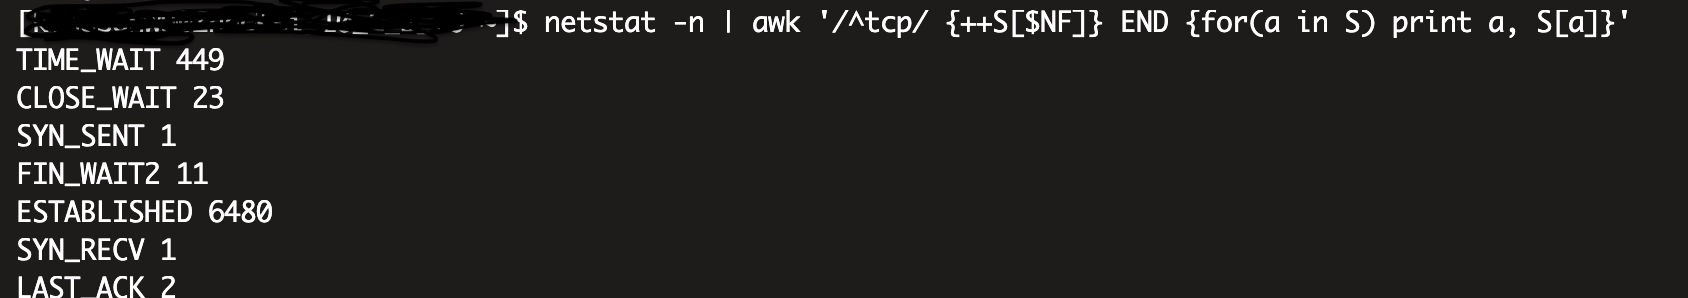 ]$ netstat -n | awk '/^tcp/ {++S[$NF]} END {for(a in S) print a, S[a]}'
TIME_WAIT 449
CLOSE_WAIT 23
SYN_SENT 1
FIN_WAIT2 11
ESTABLISHED 6480
SYN_RECV 1
LAST_ACK 2